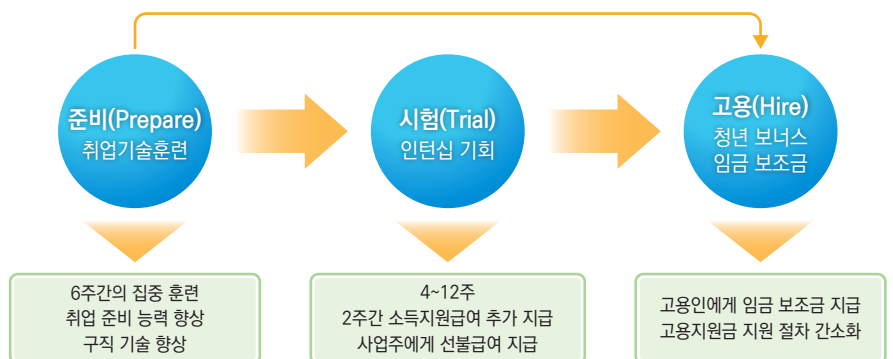 준비(Prepare)
취업기술훈련
시험(Trial)
인턴십 기회
고용(Hire)
청년 보너스
임금 보조금
6주간의 집중 훈련
취업 준비 능력 향상
구직 기술 향상
4~12주
2주간 소득지원급여 추가 지급
사업주에게 선불급여 지급
고용인에게 임금 보조금 지급
고용지원금 지원 절차 간소화